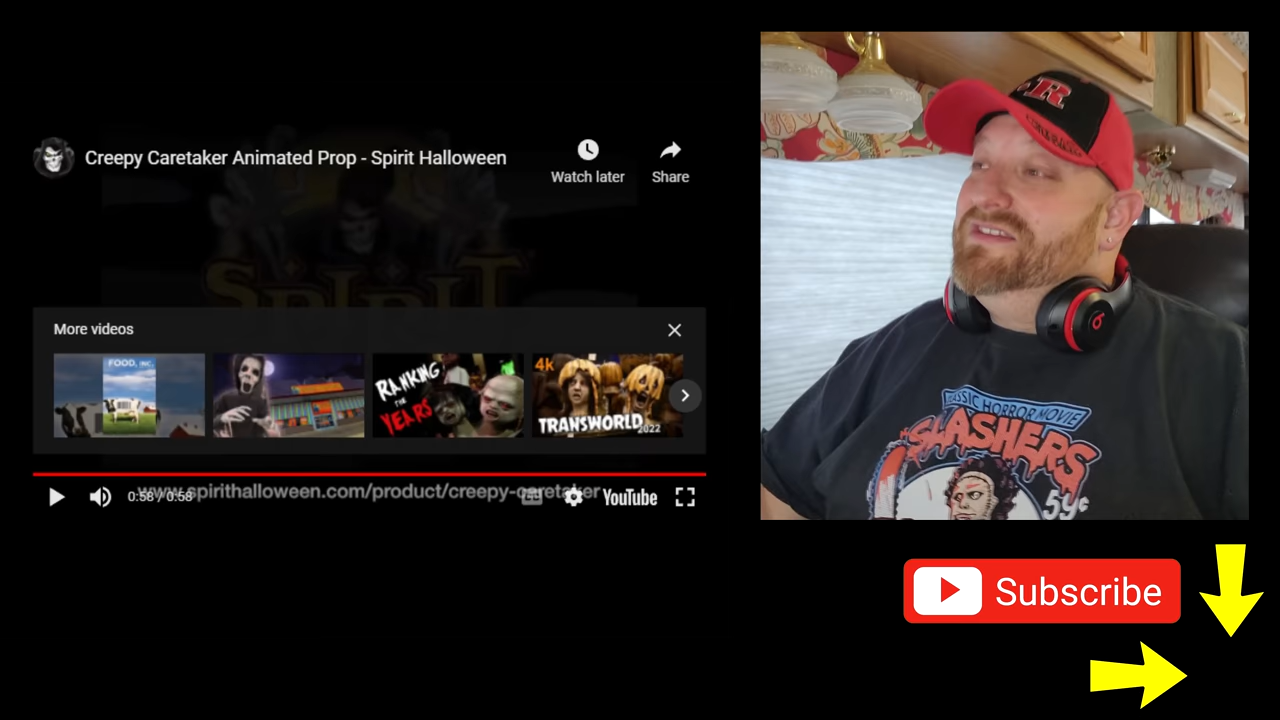 Creepy Caretaker Animated Prop - Spirit Halloween
Watch later
Share
SPIRIT
More videos
FOOD, INC.
RANKING
THE
YEARS
4k
TRANSWORLD
2022
0:58 / 0:58
www.spirithalloween.com/product/creepy-caretaker
YouTube
R
CLASSIC HORROR MOVIE
SLASHERS
59¢
Subscribe